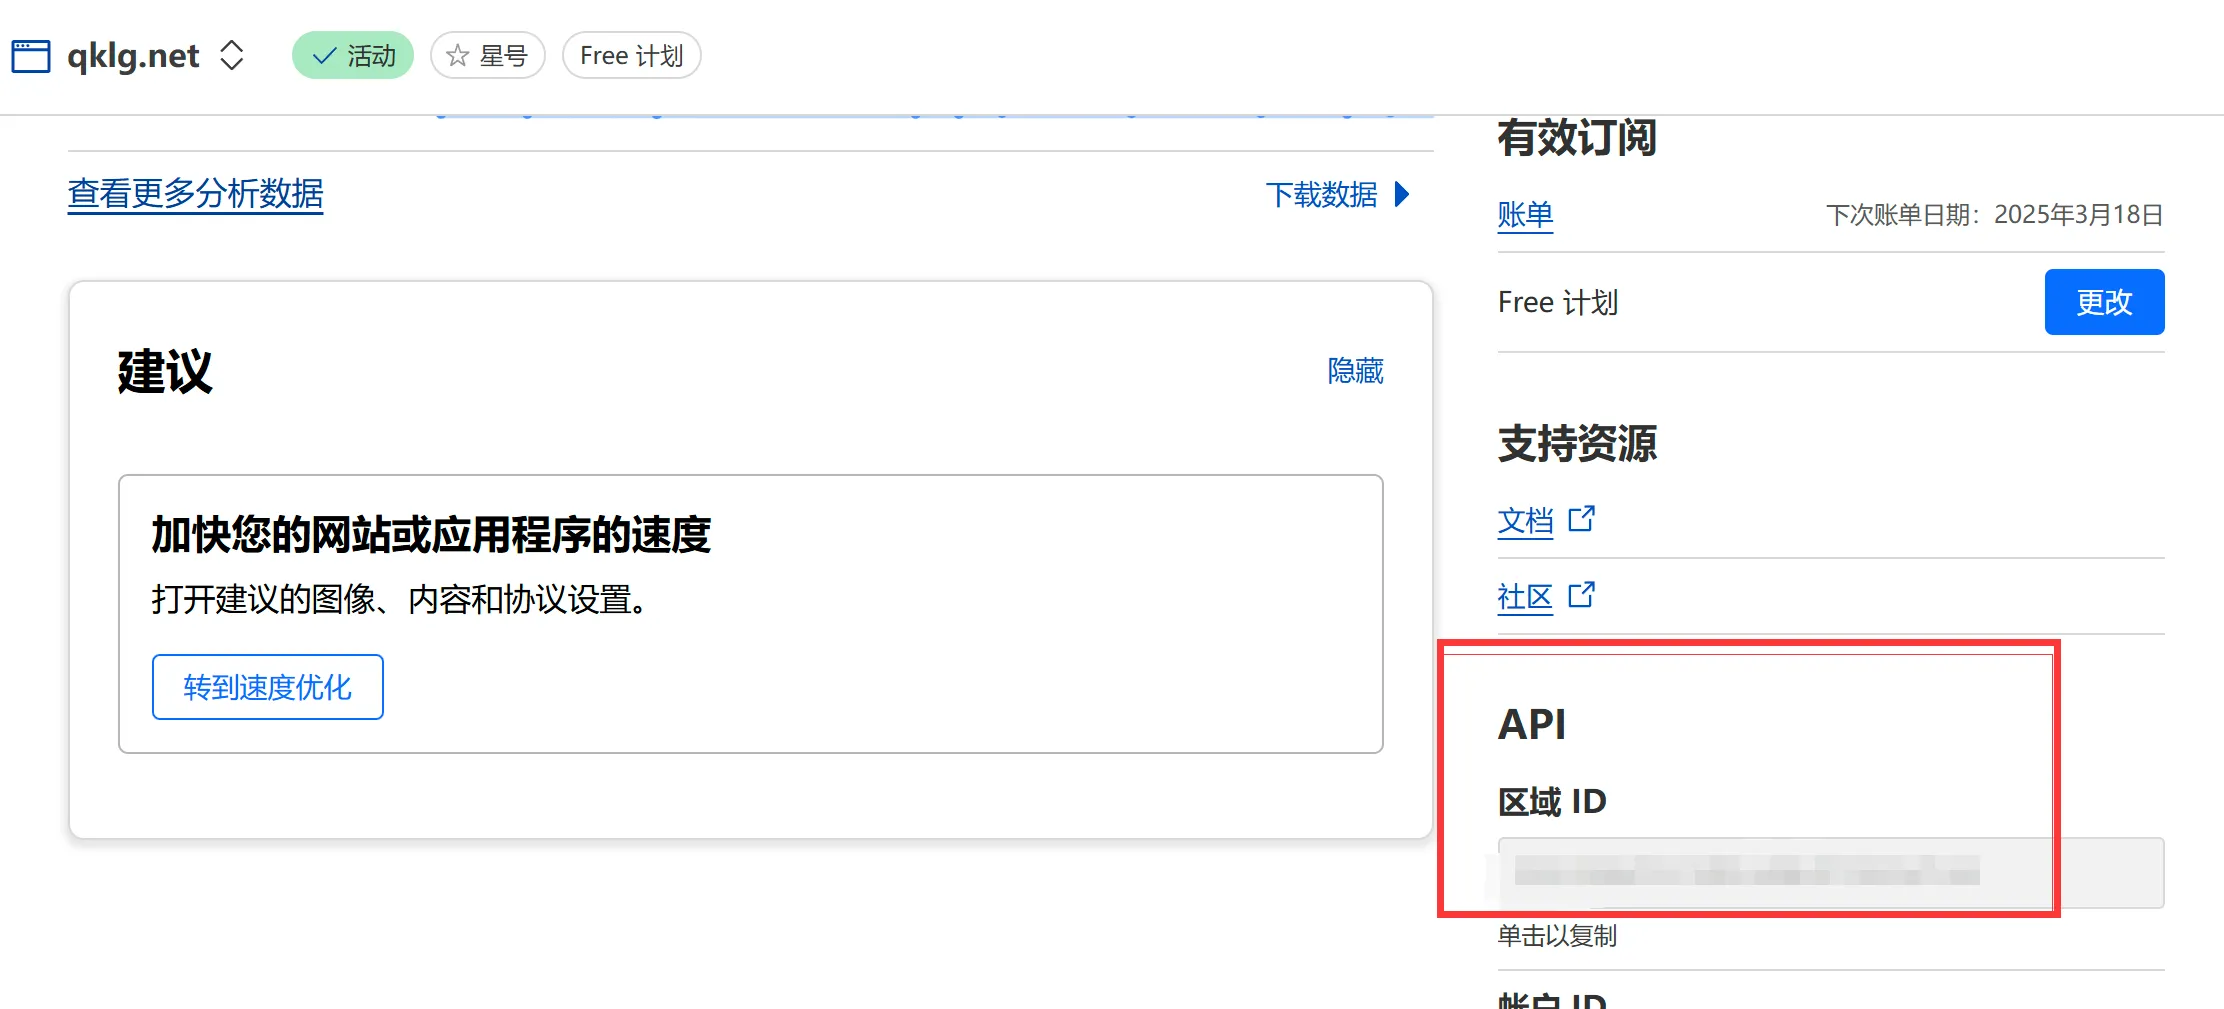 qklg.net
活动
星号
Free 计划
查看更多分析数据
下载数据
建议
隐藏
加快您的网站或应用程序的速度
打开建议的图像、内容和协议设置。
转到速度优化
有效订阅
账单
下次账单日期：2025年3月18日
Free 计划
更改
支持资源
文档
社区
API
区域 ID
单击以复制
帐户 ID